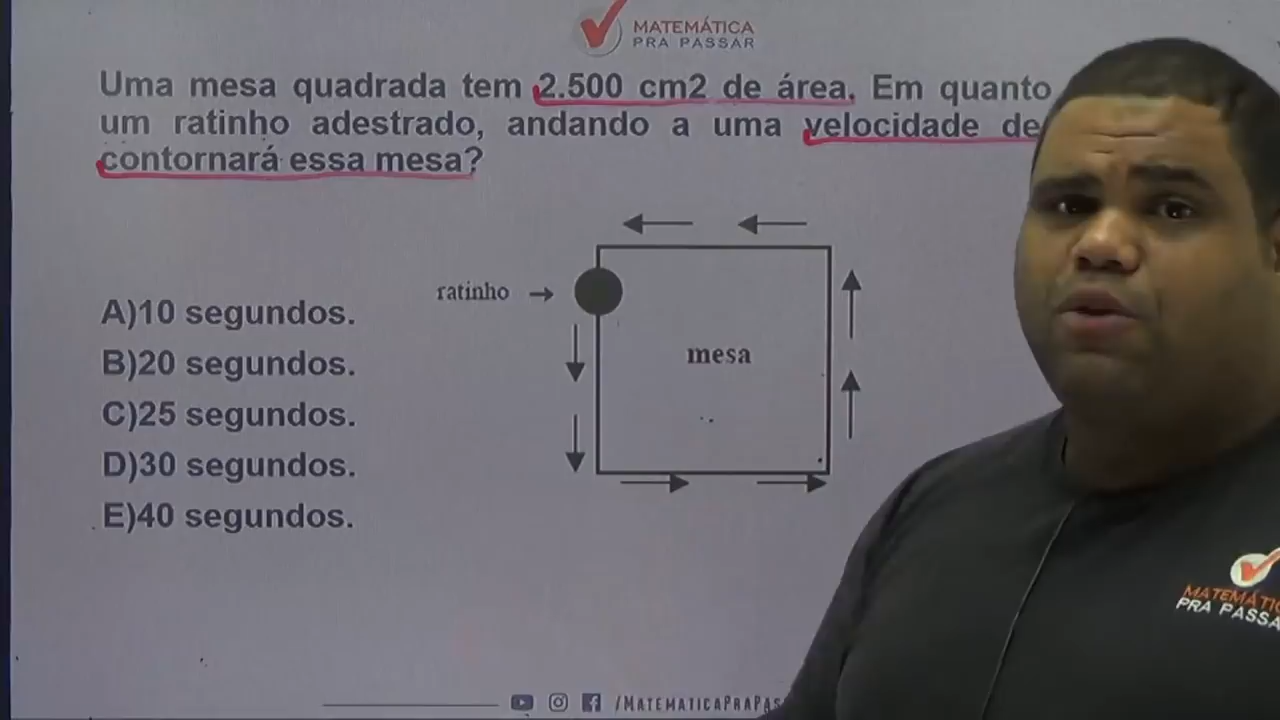 MATEMÁTICA
PRA PASSAR
Uma mesa quadrada tem 2.500 cm2 de área. Em quanto
um ratinho adestrado, andando a uma velocidade de
contornará essa mesa?
ratinho
A)10 segundos.
B)20 segundos.
mesa
C)25 segundos.
D)30 segundos.
E)40 segundos.
MATEMÁTIC
PRA PASSA
/MATEMATICAPRAPAS